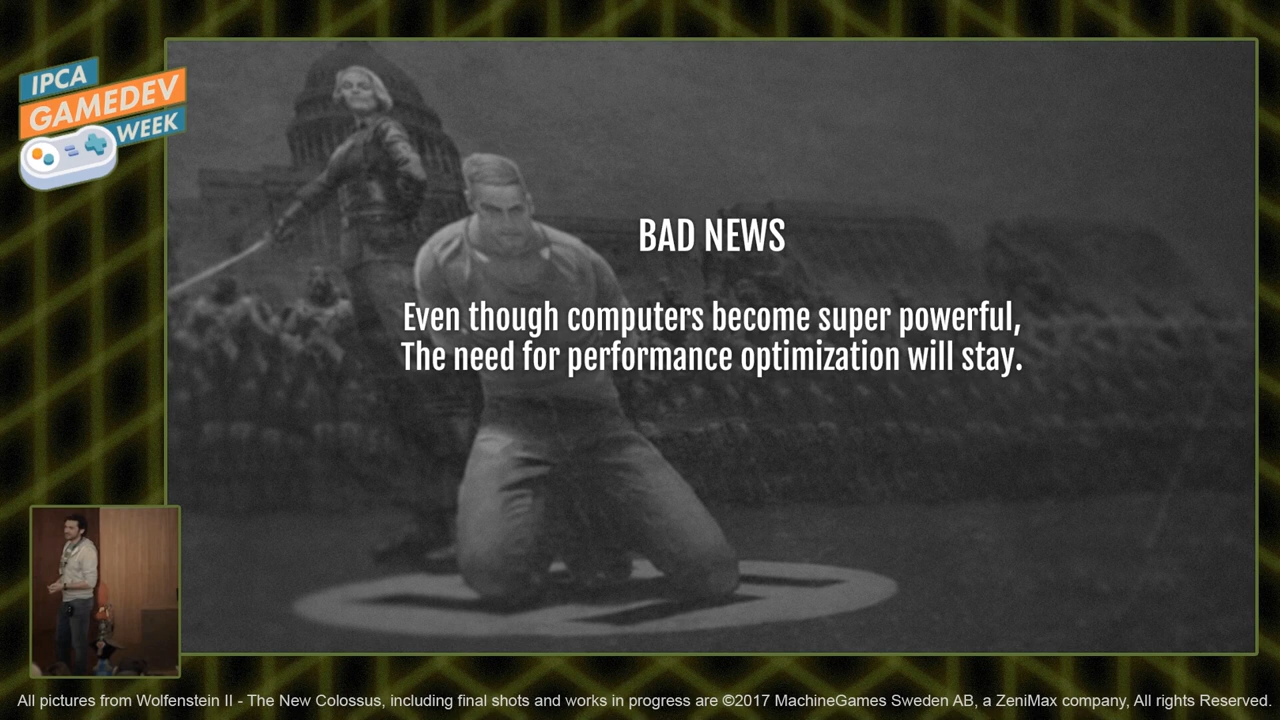 IPCA
GAMEDEV
WEEK
BAD NEWS
Even though computers become super powerful,
The need for performance optimization will stay.
All pictures from Wolfenstein II - The New Colossus, including final shots and works in progress are ©2017 MachineGames Sweden AB, a ZeniMax company, All rights Reserved.